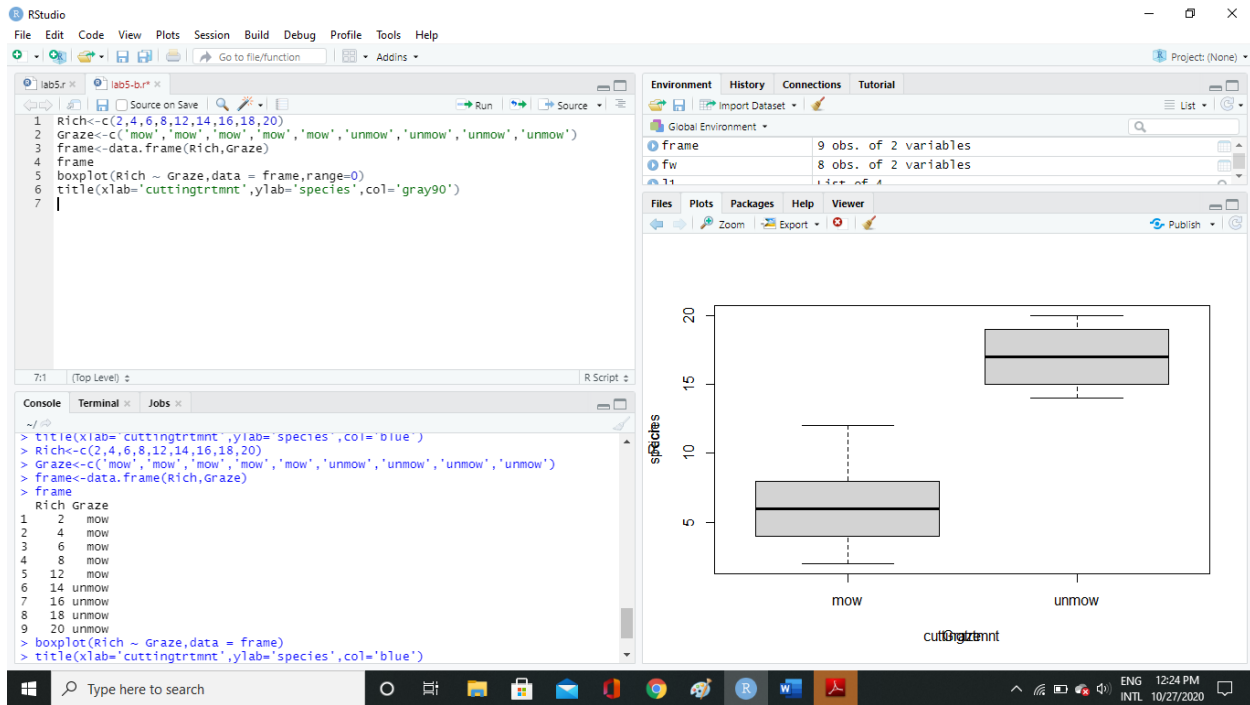 RStudio
File Edit Code View Plots Session Build Debug Profile Tools Help
Go to file/function Addins Project: (None)
lab5.r lab5-b.r*
Source on Save Run Source
1 Rich<-c(2,4,6,8,12,14,16,18,20)
2 Graze<-c('mow','mow','mow','mow','mow','unmow','unmow','unmow','unmow')
3 frame<-data.frame(Rich,Graze)
4 frame
5 boxplot(Rich ~ Graze,data = frame,range=0)
6 title(xlab='cuttingtrtmnt',ylab='species',col='gray90')
7
7:1 (Top Level) R Script
Console Terminal Jobs
~/
> title(xlab='cuttingtrtmnt',ylab='species',col='blue')
> Rich<-c(2,4,6,8,12,14,16,18,20)
> Graze<-c('mow','mow','mow','mow','mow','unmow','unmow','unmow','unmow')
> frame<-data.frame(Rich,Graze)
> frame
Rich Graze
1 2 mow
2 4 mow
3 6 mow
4 8 mow
5 12 mow
6 14 unmow
7 16 unmow
8 18 unmow
9 20 unmow
> boxplot(Rich ~ Graze,data = frame)
> title(xlab='cuttingtrtmnt',ylab='species',col='blue')
Environment History Connections Tutorial
Import Dataset List
Global Environment
frame 9 obs. of 2 variables
fw 8 obs. of 2 variables
l1 List of 4
Files Plots Packages Help Viewer
Zoom Export Publish
20
15
10
5
species
Rich
mow unmow
cuttingtrtmnt
Graze
Type here to search
ENG 12:24 PM
INTL 10/27/2020